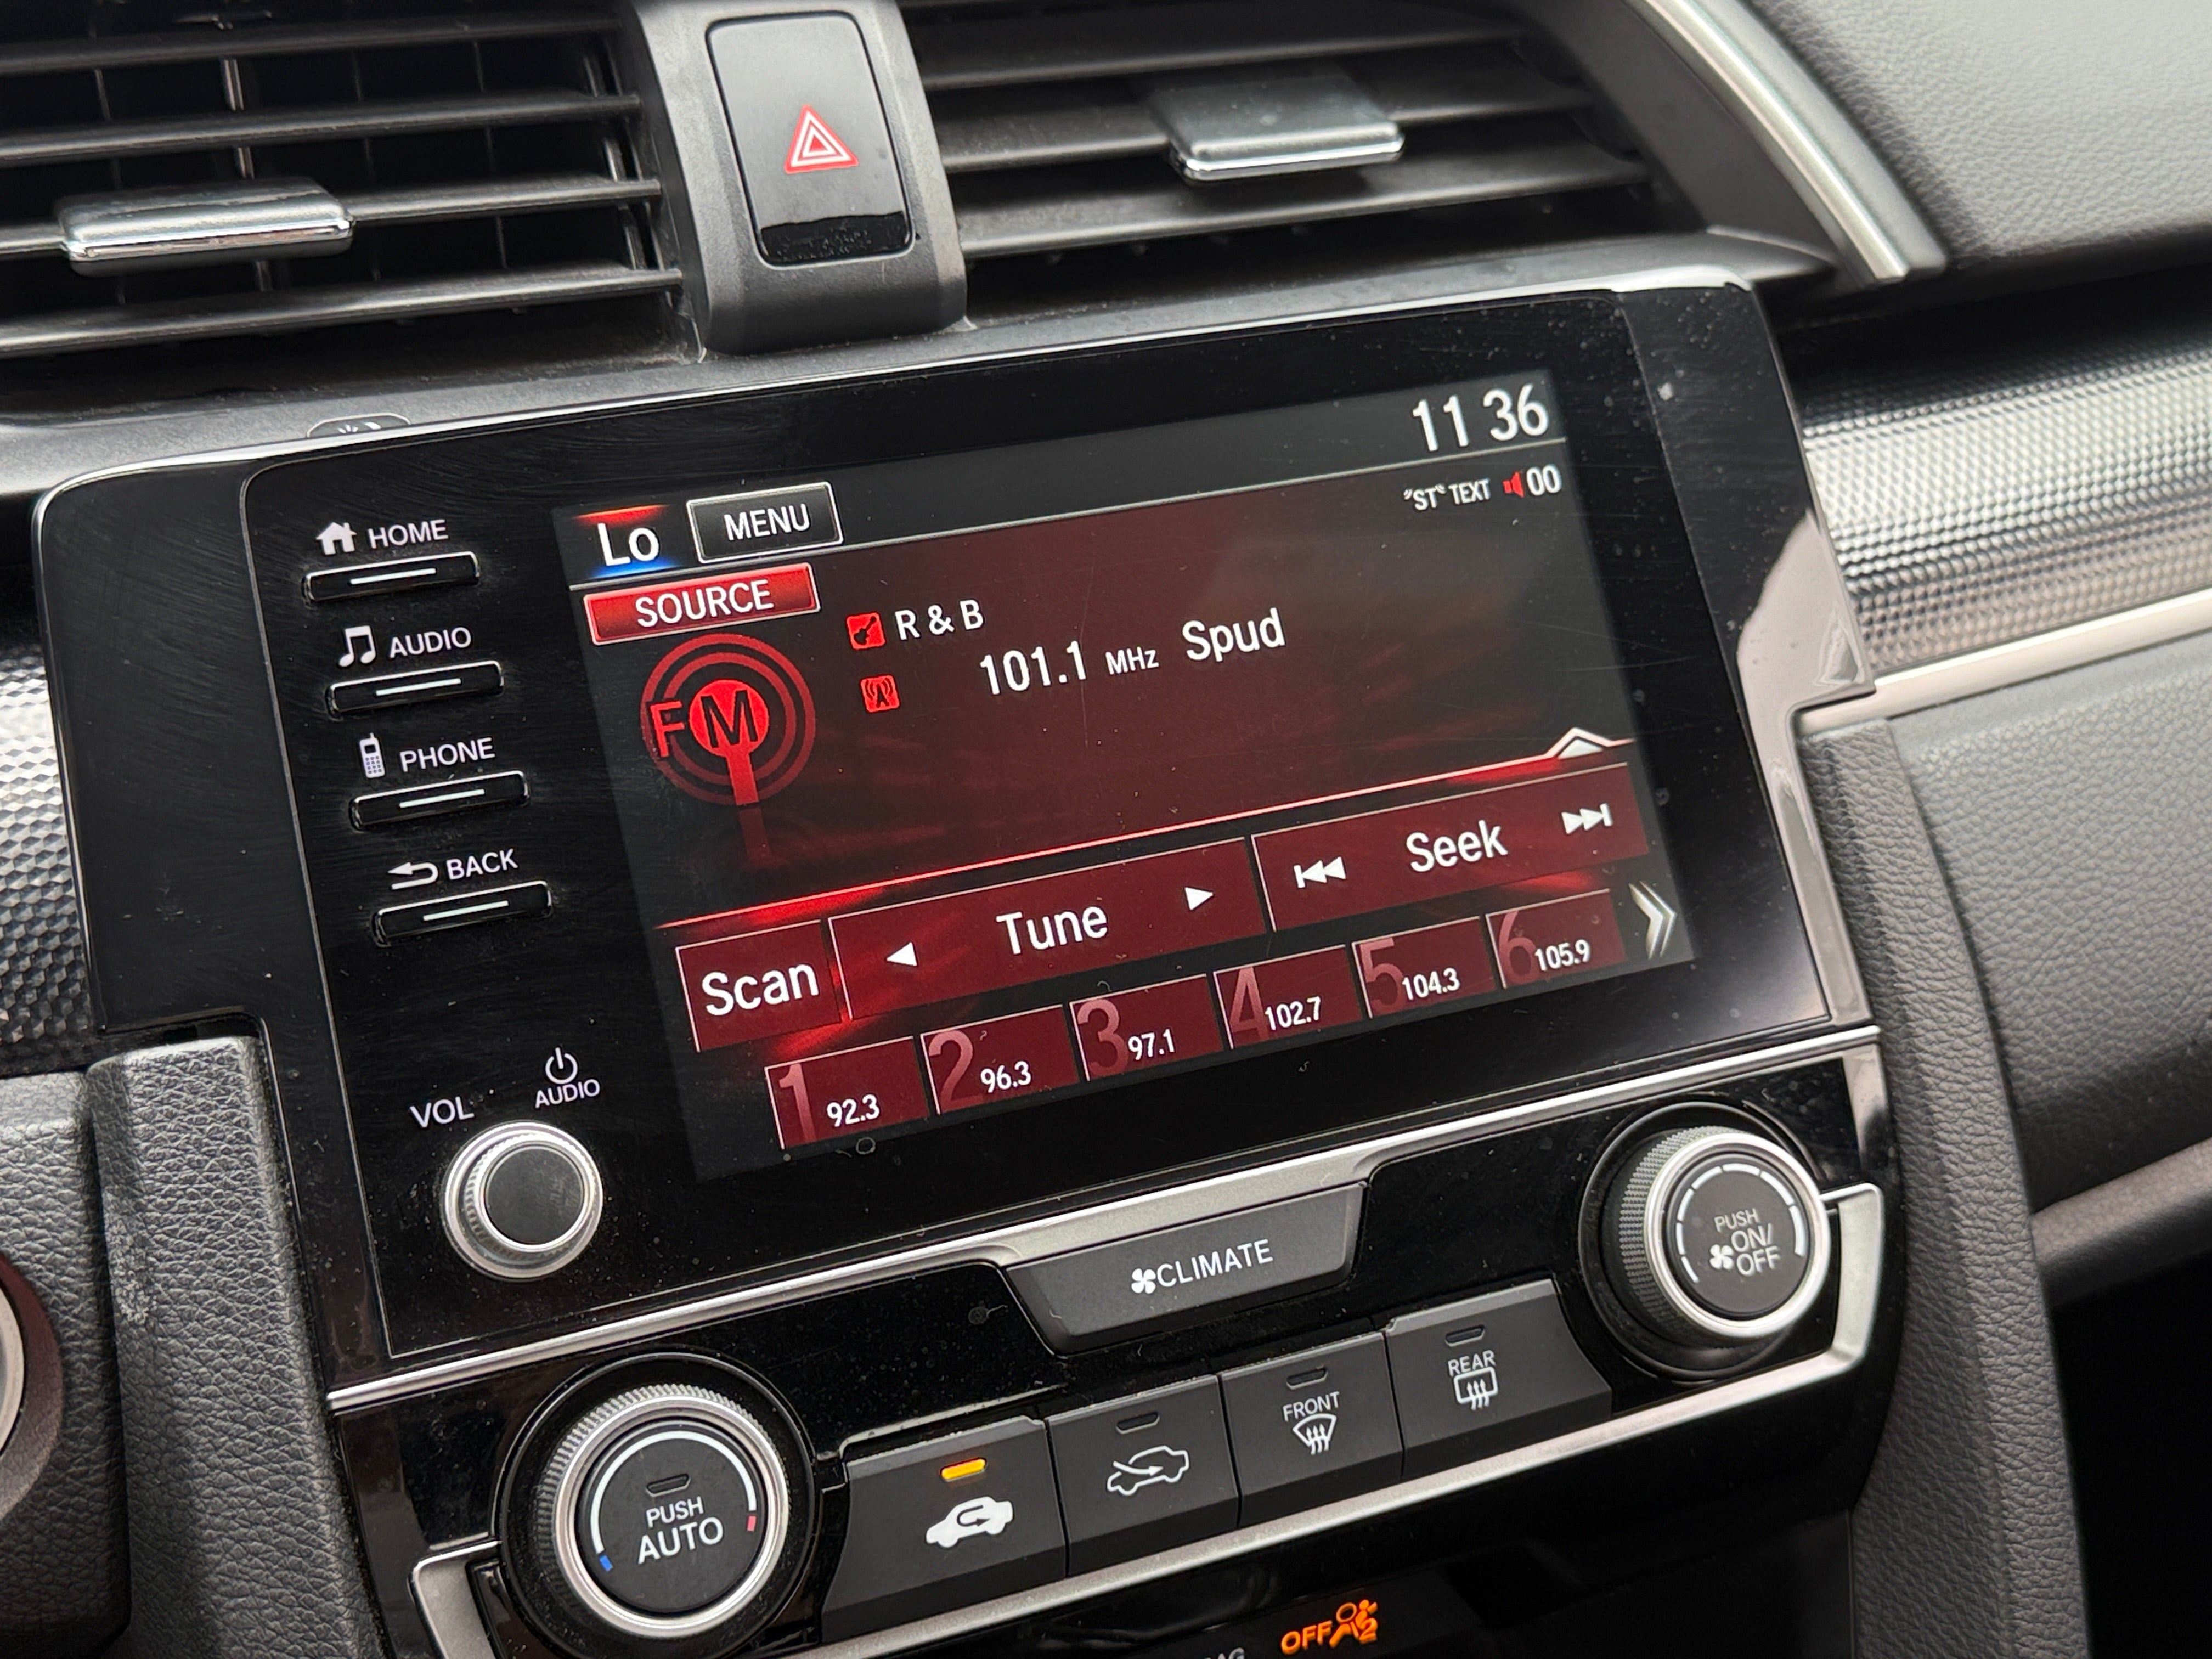 11 36
Lo MENU
"ST" TEXT 00
HOME
SOURCE
R & B
101.1 MHz Spud
AUDIO
FM
PHONE
BACK
Scan Tune Seek
1 92.3 2 96.3 3 97.1 4 102.7 5 104.3 6 105.9
VOL AUDIO
CLIMATE
PUSH
ON/
OFF
PUSH
AUTO
FRONT
REAR
OFF 2